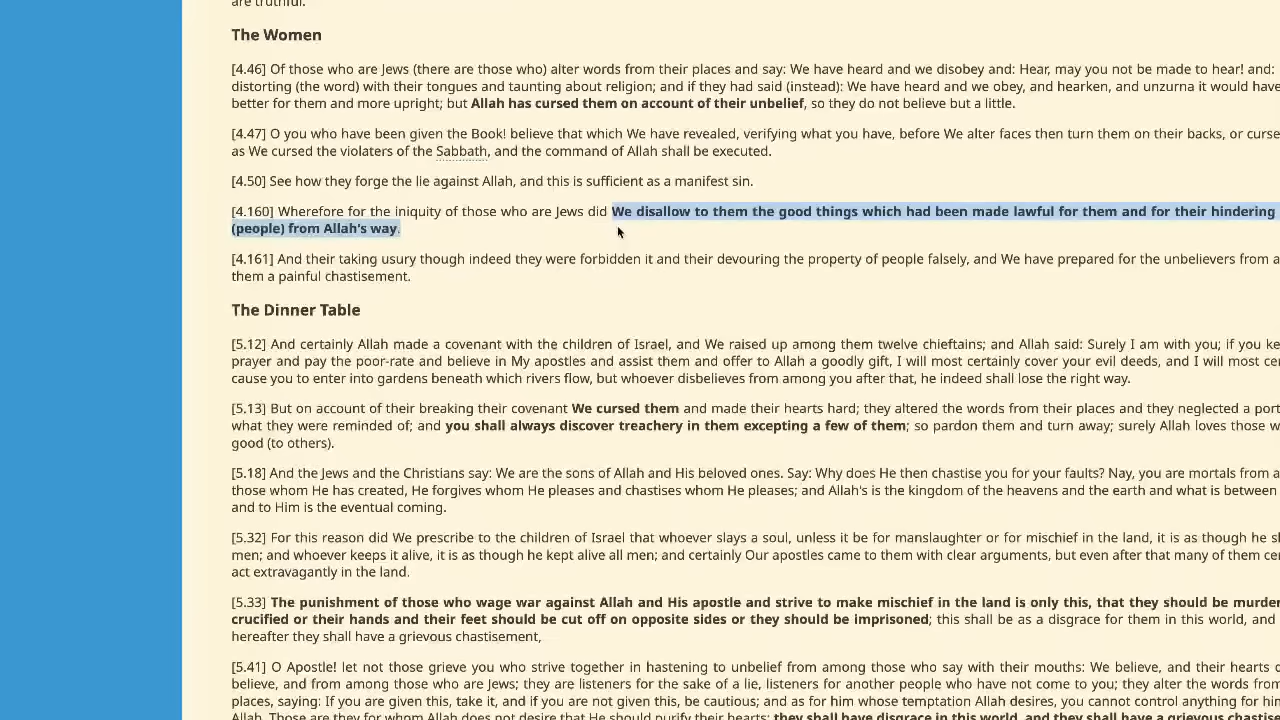 are truthful.
The Women
[4.46] Of those who are Jews (there are those who) alter words from their places and say: We have heard and we disobey and: Hear, may you not be made to hear! and:
distorting (the word) with their tongues and taunting about religion; and if they had said (instead): We have heard and we obey, and hearken, and unzurna it would have
better for them and more upright; but Allah has cursed them on account of their unbelief, so they do not believe but a little.
[4.47] O you who have been given the Book! believe that which We have revealed, verifying what you have, before We alter faces then turn them on their backs, or curse
as We cursed the violaters of the Sabbath, and the command of Allah shall be executed.
[4.50] See how they forge the lie against Allah, and this is sufficient as a manifest sin.
[4.160] Wherefore for the iniquity of those who are Jews did We disallow to them the good things which had been made lawful for them and for their hindering
(people) from Allah's way.
[4.161] And their taking usury though indeed they were forbidden it and their devouring the property of people falsely, and We have prepared for the unbelievers from a
them a painful chastisement.
The Dinner Table
[5.12] And certainly Allah made a covenant with the children of Israel, and We raised up among them twelve chieftains; and Allah said: Surely I am with you; if you ke
prayer and pay the poor-rate and believe in My apostles and assist them and offer to Allah a goodly gift, I will most certainly cover your evil deeds, and I will most cer
cause you to enter into gardens beneath which rivers flow, but whoever disbelieves from among you after that, he indeed shall lose the right way.
[5.13] But on account of their breaking their covenant We cursed them and made their hearts hard; they altered the words from their places and they neglected a port
what they were reminded of; and you shall always discover treachery in them excepting a few of them; so pardon them and turn away; surely Allah loves those w
good (to others).
[5.18] And the Jews and the Christians say: We are the sons of Allah and His beloved ones. Say: Why does He then chastise you for your faults? Nay, you are mortals from a
those whom He has created, He forgives whom He pleases and chastises whom He pleases; and Allah's is the kingdom of the heavens and the earth and what is between
and to Him is the eventual coming.
[5.32] For this reason did We prescribe to the children of Israel that whoever slays a soul, unless it be for manslaughter or for mischief in the land, it is as though he sl
men; and whoever keeps it alive, it is as though he kept alive all men; and certainly Our apostles came to them with clear arguments, but even after that many of them cer
act extravagantly in the land.
[5.33] The punishment of those who wage war against Allah and His apostle and strive to make mischief in the land is only this, that they should be murder
crucified or their hands and their feet should be cut off on opposite sides or they should be imprisoned; this shall be as a disgrace for them in this world, and
hereafter they shall have a grievous chastisement,
[5.41] O Apostle! let not those grieve you who strive together in hastening to unbelief from among those who say with their mouths: We believe, and their hearts d
believe, and from among those who are Jews; they are listeners for the sake of a lie, listeners for another people who have not come to you; they alter the words from
places, saying: If you are given this, take it, and if you are not given this, be cautious; and as for him whose temptation Allah desires, you cannot control anything for him
Allah. Those are they for whom Allah does not desire that He should purify their hearts; they shall have disgrace in this world, and they shall have a grievous chastise